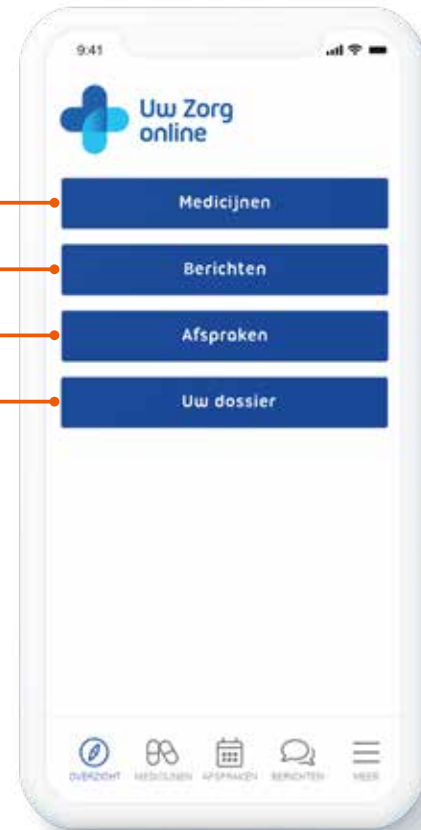 9:41
Uw Zorg
online
Medicijnen
Berichten
Afspraken
Uw dossier
OVERZICHT MEDICIJNEN AFSPRAKEN BERICHTEN MEER